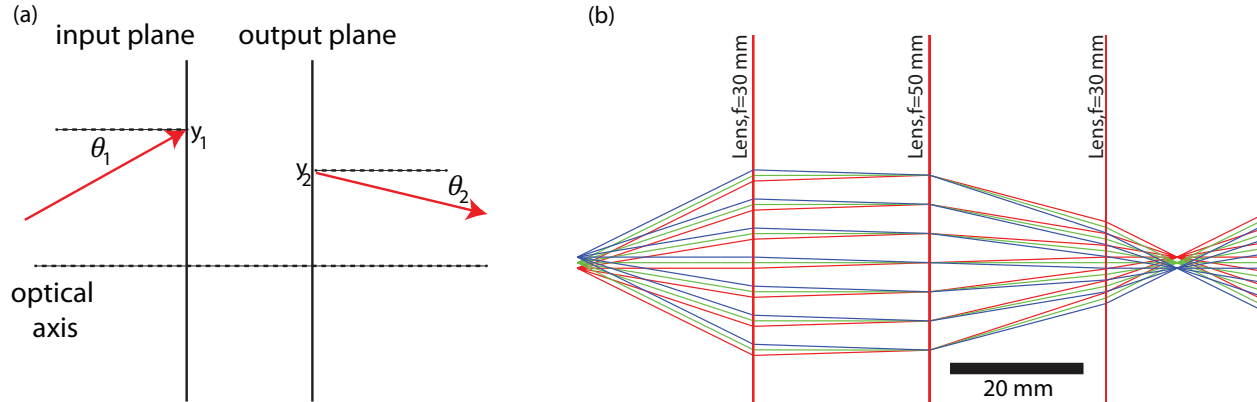 (a)
input plane
output plane
θ1
y1
y2
θ2
optical
axis
(b)
Lens,f=30 mm
Lens,f=50 mm
Lens,f=30 mm
20 mm